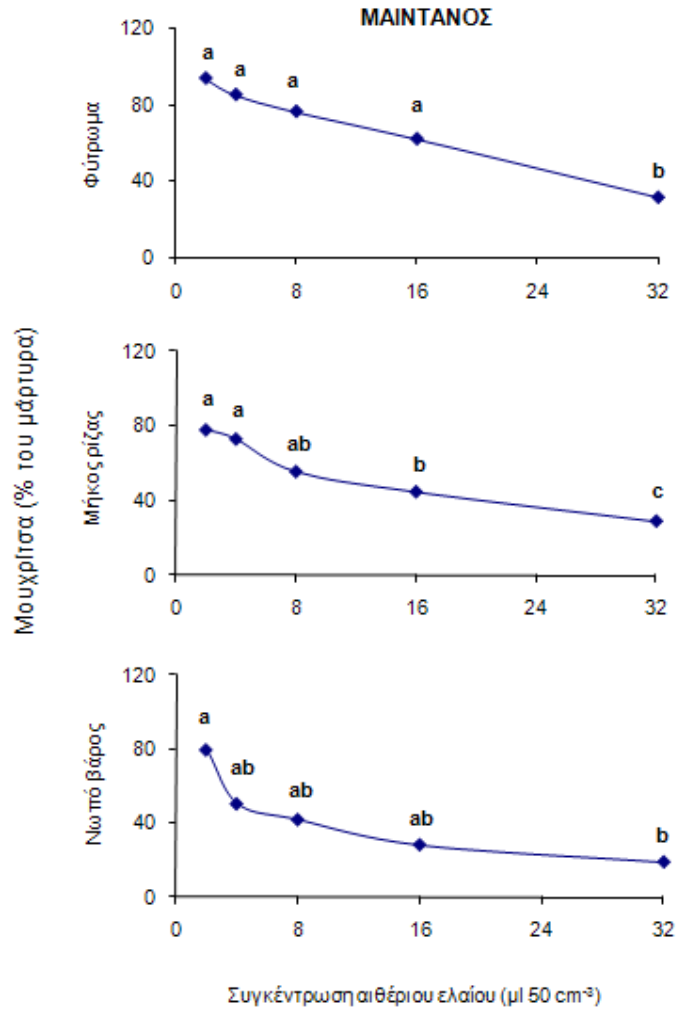 ΜΑΙΝΤΑΝΟΣ
Μουχρίτσα (% του μάρτυρα)
Φύτρωμα
120
80
40
0
a
a
a
a
b
0 8 16 24 32
Μήκος ρίζας
120
80
40
0
a
a
ab
b
c
0 8 16 24 32
Νωπό βάρος
120
80
40
0
a
ab
ab
ab
b
0 8 16 24 32
Συγκέντρωση αιθέριου ελαίου (μl 50 cm⁻³)